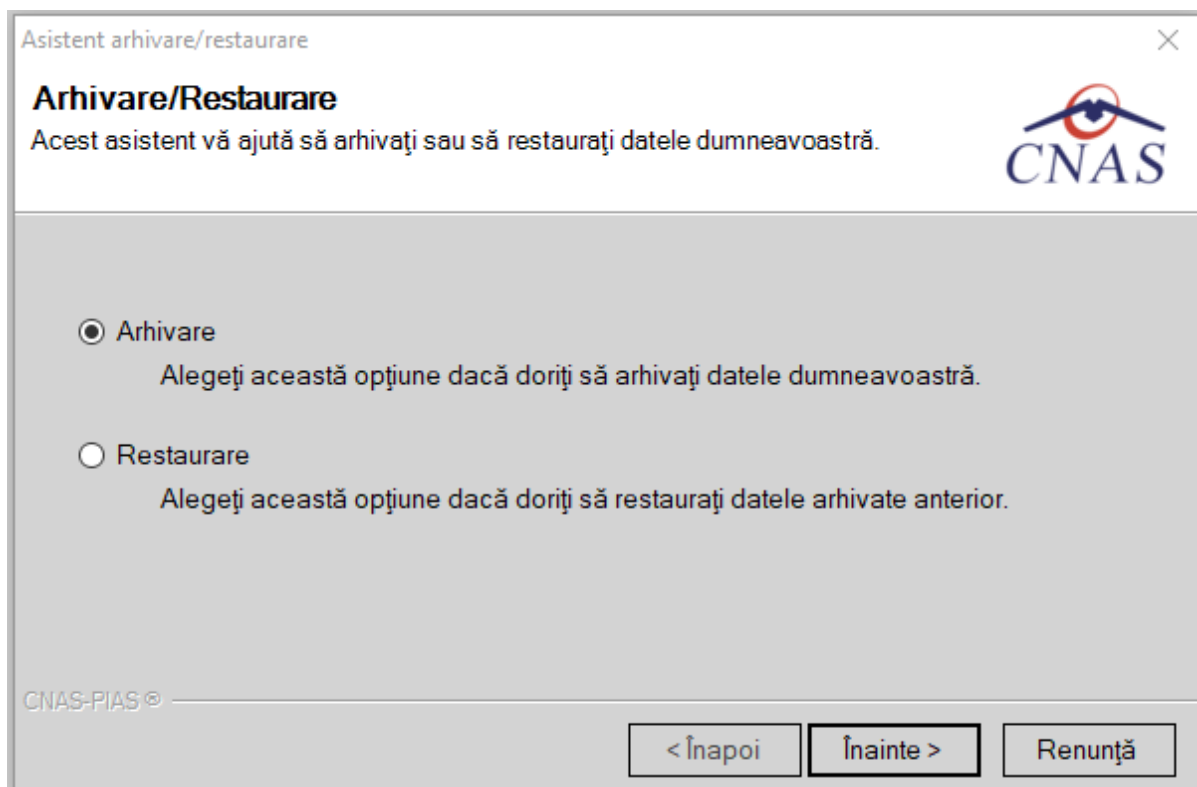 Asistent arhivare/restaurare
Arhivare/Restaurare
Acest asistent vă ajută să arhivaţi sau să restauraţi datele dumneavoastră.
CNAS
Arhivare
Alegeţi această opţiune dacă doriţi să arhivaţi datele dumneavoastră.
Restaurare
Alegeţi această opţiune dacă doriţi să restauraţi datele arhivate anterior.
CNAS-PIAS ®
< Înapoi
Înainte >
Renunţă